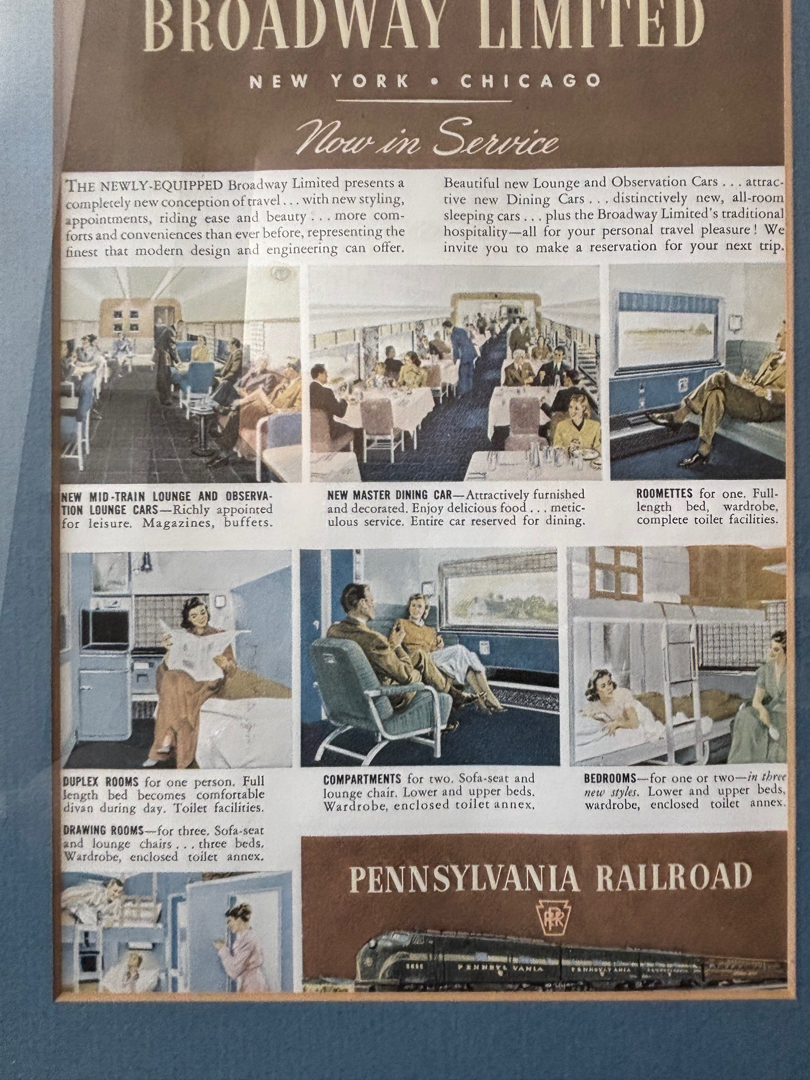 BROADWAY LIMITED
NEW YORK • CHICAGO
Now in Service
THE NEWLY-EQUIPPED Broadway Limited presents a
completely new conception of travel . . . with new styling,
appointments, riding ease and beauty . . . more com-
forts and conveniences than ever before, representing the
finest that modern design and engineering can offer.
Beautiful new Lounge and Observation Cars . . . attrac-
tive new Dining Cars . . . distinctively new, all-room
sleeping cars . . . plus the Broadway Limited's traditional
hospitality—all for your personal travel pleasure! We
invite you to make a reservation for your next trip.
NEW MID-TRAIN LOUNGE AND OBSERVA-
TION LOUNGE CARS—Richly appointed
for leisure. Magazines, buffets.
NEW MASTER DINING CAR—Attractively furnished
and decorated. Enjoy delicious food . . . metic-
ulous service. Entire car reserved for dining.
ROOMETTES for one. Full-
length bed, wardrobe,
complete toilet facilities.
DUPLEX ROOMS for one person. Full
length bed becomes comfortable
divan during day. Toilet facilities.
COMPARTMENTS for two. Sofa-seat and
lounge chair. Lower and upper beds.
Wardrobe, enclosed toilet annex.
BEDROOMS—for one or two—in three
new styles. Lower and upper beds,
wardrobe, enclosed toilet annex.
DRAWING ROOMS—for three. Sofa-seat
and lounge chairs . . . three beds.
Wardrobe, enclosed toilet annex.
PENNSYLVANIA RAILROAD
PRR
PENNSYLVANIA
PENNSYLVANIA